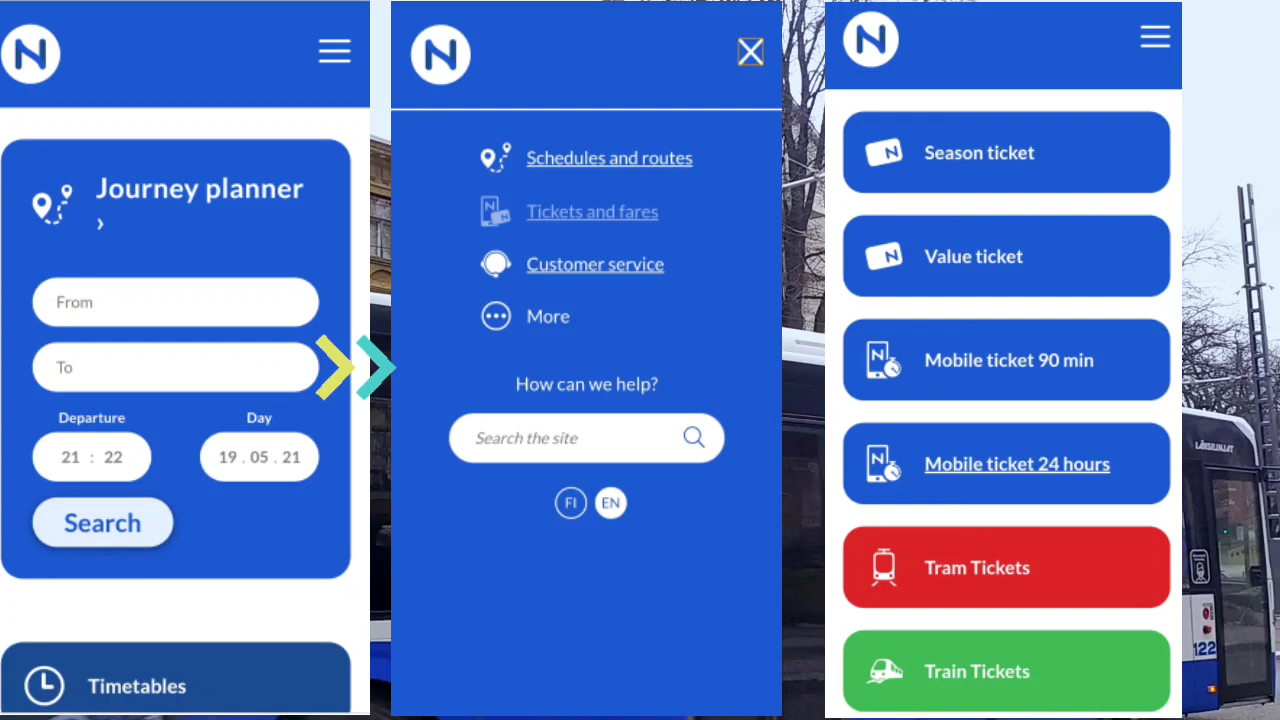 N
Journey planner
›
From
To
Departure
Day
21 : 22
19 . 05 . 21
Search
Timetables
N
Schedules and routes
N
N
Tickets and fares
Customer service
More
How can we help?
Search the site
FI
EN
N
N
Season ticket
N
Value ticket
N
Mobile ticket 90 min
N
Mobile ticket 24 hours
Tram Tickets
Train Tickets
LÄNSILINJAT
122